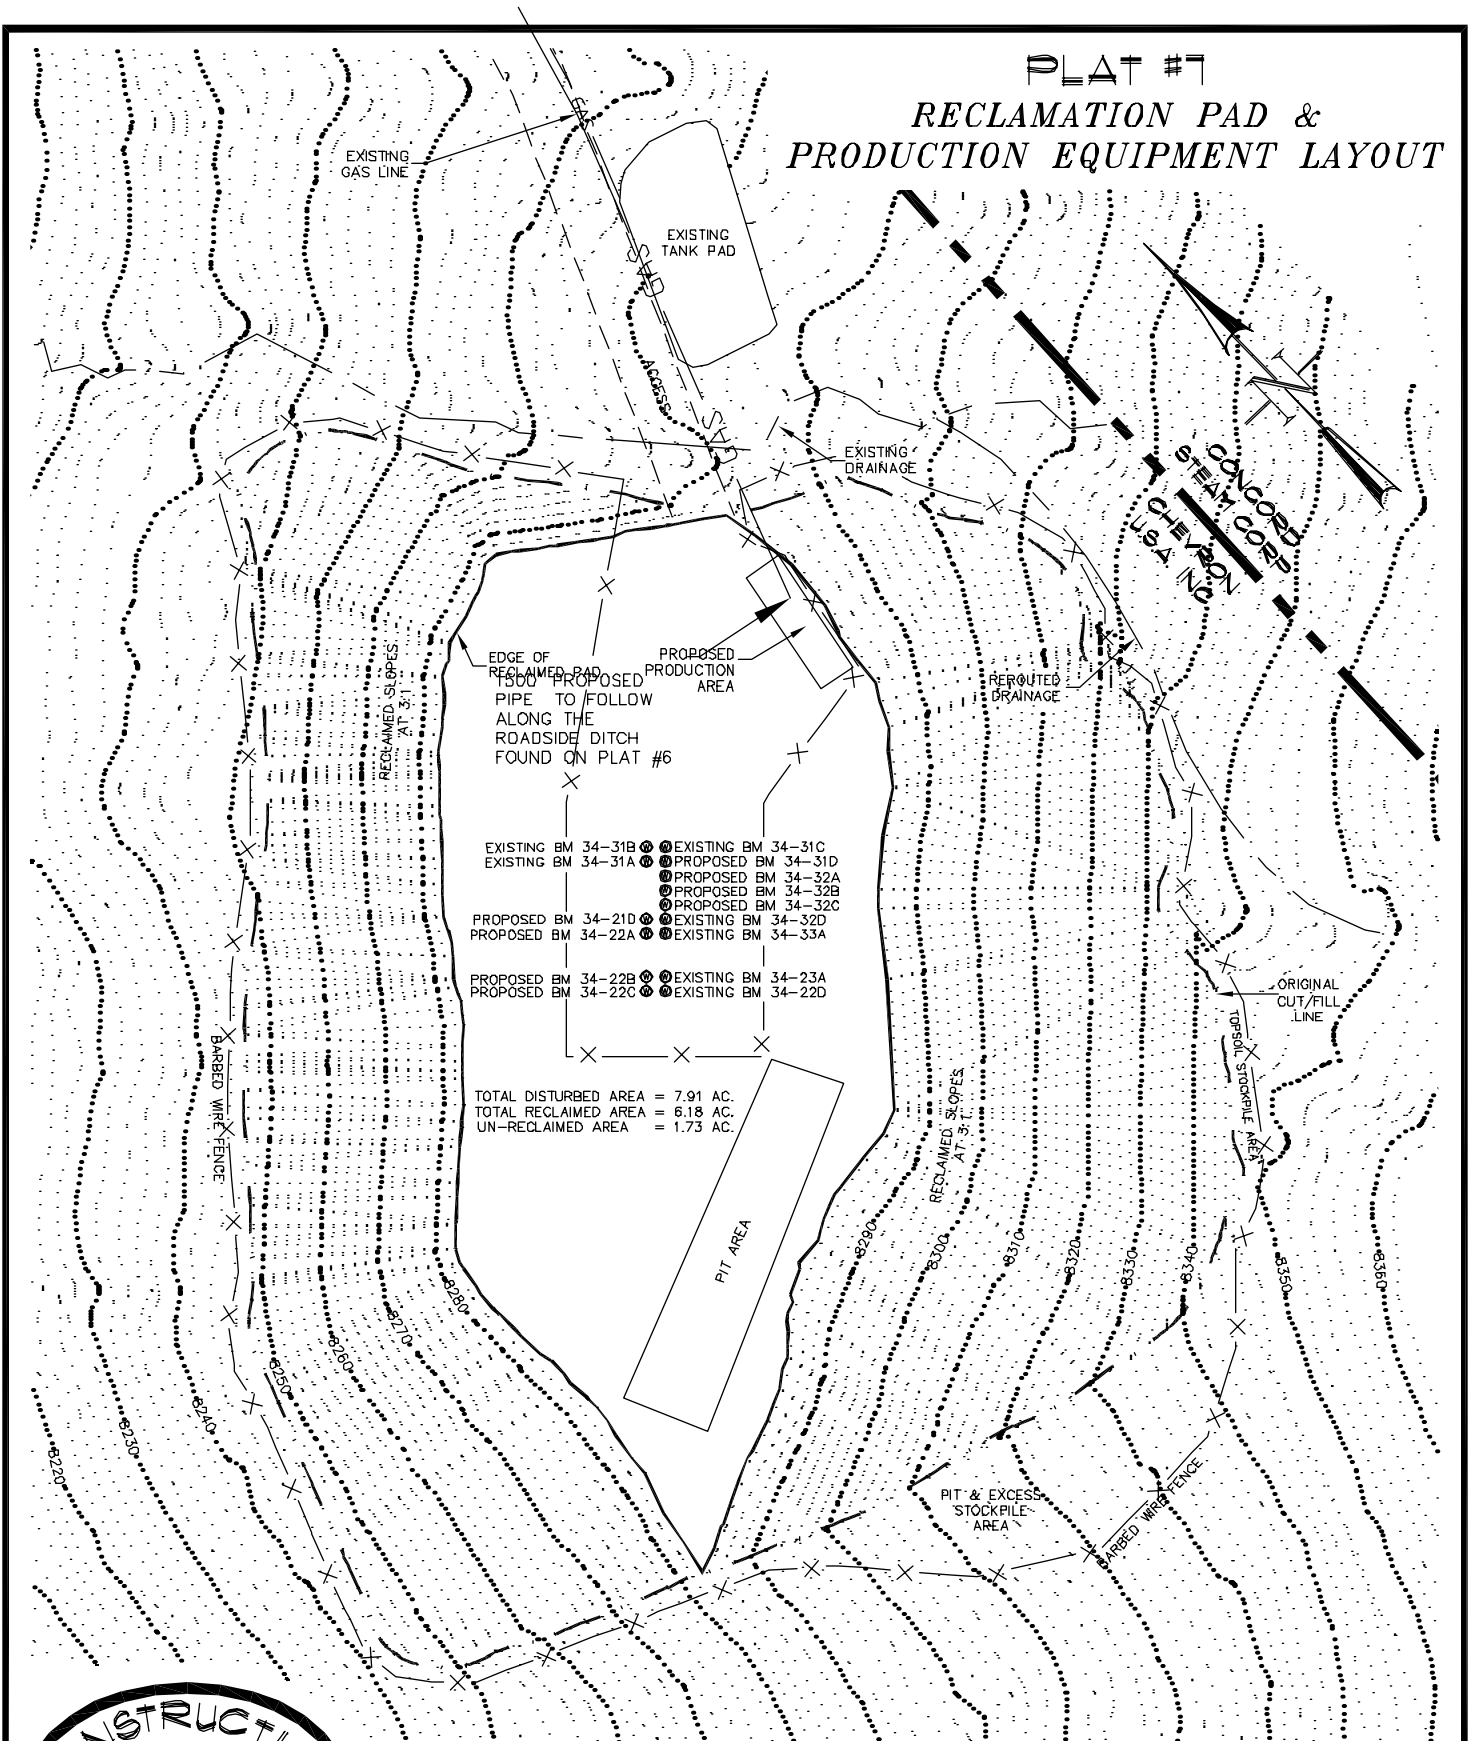 PLAT #7
RECLAMATION PAD &
PRODUCTION EQUIPMENT LAYOUT
GAS
EXISTING
GAS LINE
EXISTING
TANK PAD
ACCESS
EXISTING
DRAINAGE
CONCORD
STEAM CORP
CHEVRON
USA INC
EDGE OF
RECLAIMED PAD
PROPOSED
PRODUCTION
AREA
RECLAIMED SLOPES
AT 3:1
REROUTED
DRAINAGE
1500' PROPOSED
PIPE TO FOLLOW
ALONG THE
ROADSIDE DITCH
FOUND ON PLAT #6
EXISTING BM 34-31B EXISTING BM 34-31C
EXISTING BM 34-31A PROPOSED BM 34-31D
PROPOSED BM 34-32A
PROPOSED BM 34-32B
PROPOSED BM 34-32C
PROPOSED BM 34-21D EXISTING BM 34-32D
PROPOSED BM 34-22A EXISTING BM 34-33A
PROPOSED BM 34-22B EXISTING BM 34-23A
PROPOSED BM 34-22C EXISTING BM 34-22D
ORIGINAL
CUT/FILL
LINE
TOPSOIL STOCKPILE AREA
BARBED WIRE FENCE
TOTAL DISTURBED AREA = 7.91 AC.
TOTAL RECLAIMED AREA = 6.18 AC.
UN-RECLAIMED AREA = 1.73 AC.
RECLAIMED SLOPES
AT 3:1
PIT AREA
8220
8230
8240
8250
8260
8270
8280
8290
8300
8310
8320
8330
8340
8350
8360
PIT & EXCESS
STOCKPILE
AREA
BARBED WIRE FENCE